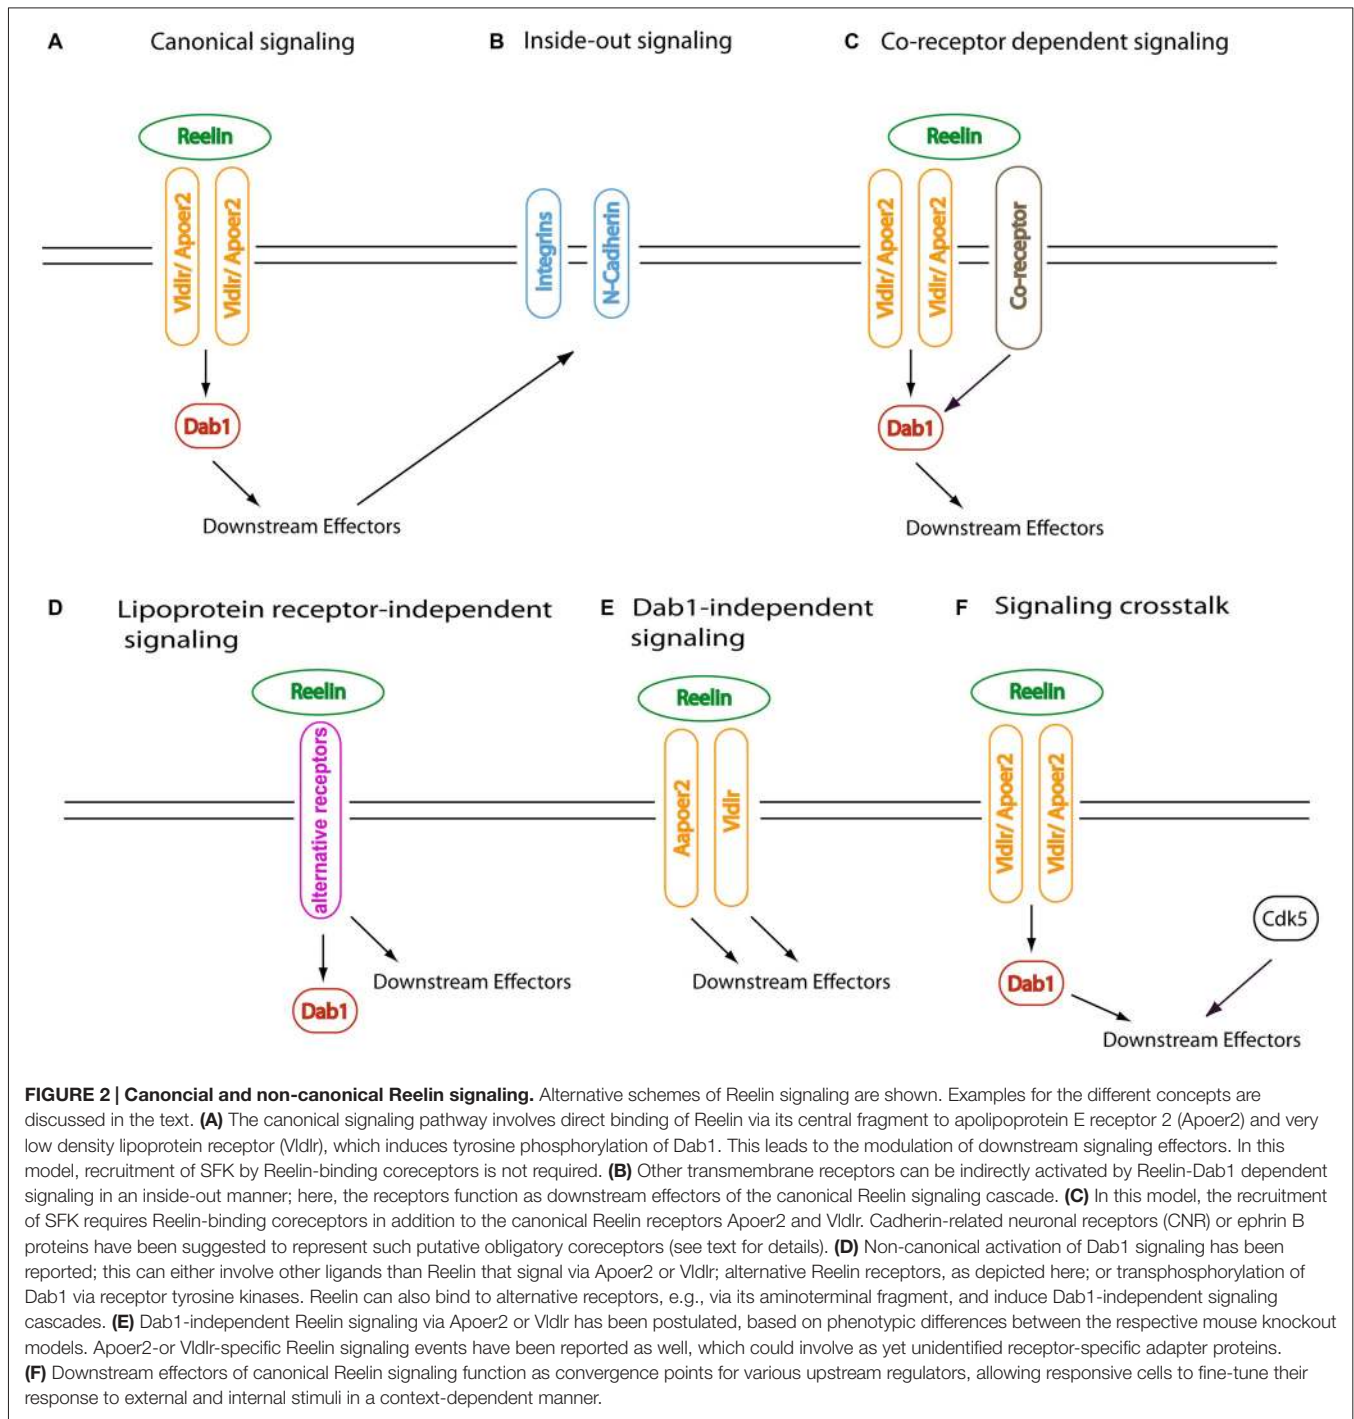 A Canonical signaling
B Inside-out signaling
C Co-receptor dependent signaling
Reelin
Vldlr/ Apoer2
Vldlr/ Apoer2
Dab1
Downstream Effectors
Integrins
N-Cadherin
Reelin
Vldlr/ Apoer2
Vldlr/ Apoer2
Co-receptor
Dab1
Downstream Effectors
D Lipoprotein receptor-independent
signaling
Reelin
alternative receptors
Downstream Effectors
Dab1
E Dab1-independent
signaling
Reelin
Aapoer2
Vldlr
Downstream Effectors
F Signaling crosstalk
Reelin
Vldlr/ Apoer2
Vldlr/ Apoer2
Cdk5
Dab1
Downstream Effectors
FIGURE 2 | Canoncial and non-canonical Reelin signaling. Alternative schemes of Reelin signaling are shown. Examples for the different concepts are
discussed in the text. (A) The canonical signaling pathway involves direct binding of Reelin via its central fragment to apolipoprotein E receptor 2 (Apoer2) and very
low density lipoprotein receptor (Vldlr), which induces tyrosine phosphorylation of Dab1. This leads to the modulation of downstream signaling effectors. In this
model, recruitment of SFK by Reelin-binding coreceptors is not required. (B) Other transmembrane receptors can be indirectly activated by Reelin-Dab1 dependent
signaling in an inside-out manner; here, the receptors function as downstream effectors of the canonical Reelin signaling cascade. (C) In this model, the recruitment
of SFK requires Reelin-binding coreceptors in addition to the canonical Reelin receptors Apoer2 and Vldlr. Cadherin-related neuronal receptors (CNR) or ephrin B
proteins have been suggested to represent such putative obligatory coreceptors (see text for details). (D) Non-canonical activation of Dab1 signaling has been
reported; this can either involve other ligands than Reelin that signal via Apoer2 or Vldlr; alternative Reelin receptors, as depicted here; or transphosphorylation of
Dab1 via receptor tyrosine kinases. Reelin can also bind to alternative receptors, e.g., via its aminoterminal fragment, and induce Dab1-independent signaling
cascades. (E) Dab1-independent Reelin signaling via Apoer2 or Vldlr has been postulated, based on phenotypic differences between the respective mouse knockout
models. Apoer2-or Vldlr-specific Reelin signaling events have been reported as well, which could involve as yet unidentified receptor-specific adapter proteins.
(F) Downstream effectors of canonical Reelin signaling function as convergence points for various upstream regulators, allowing responsive cells to fine-tune their
response to external and internal stimuli in a context-dependent manner.